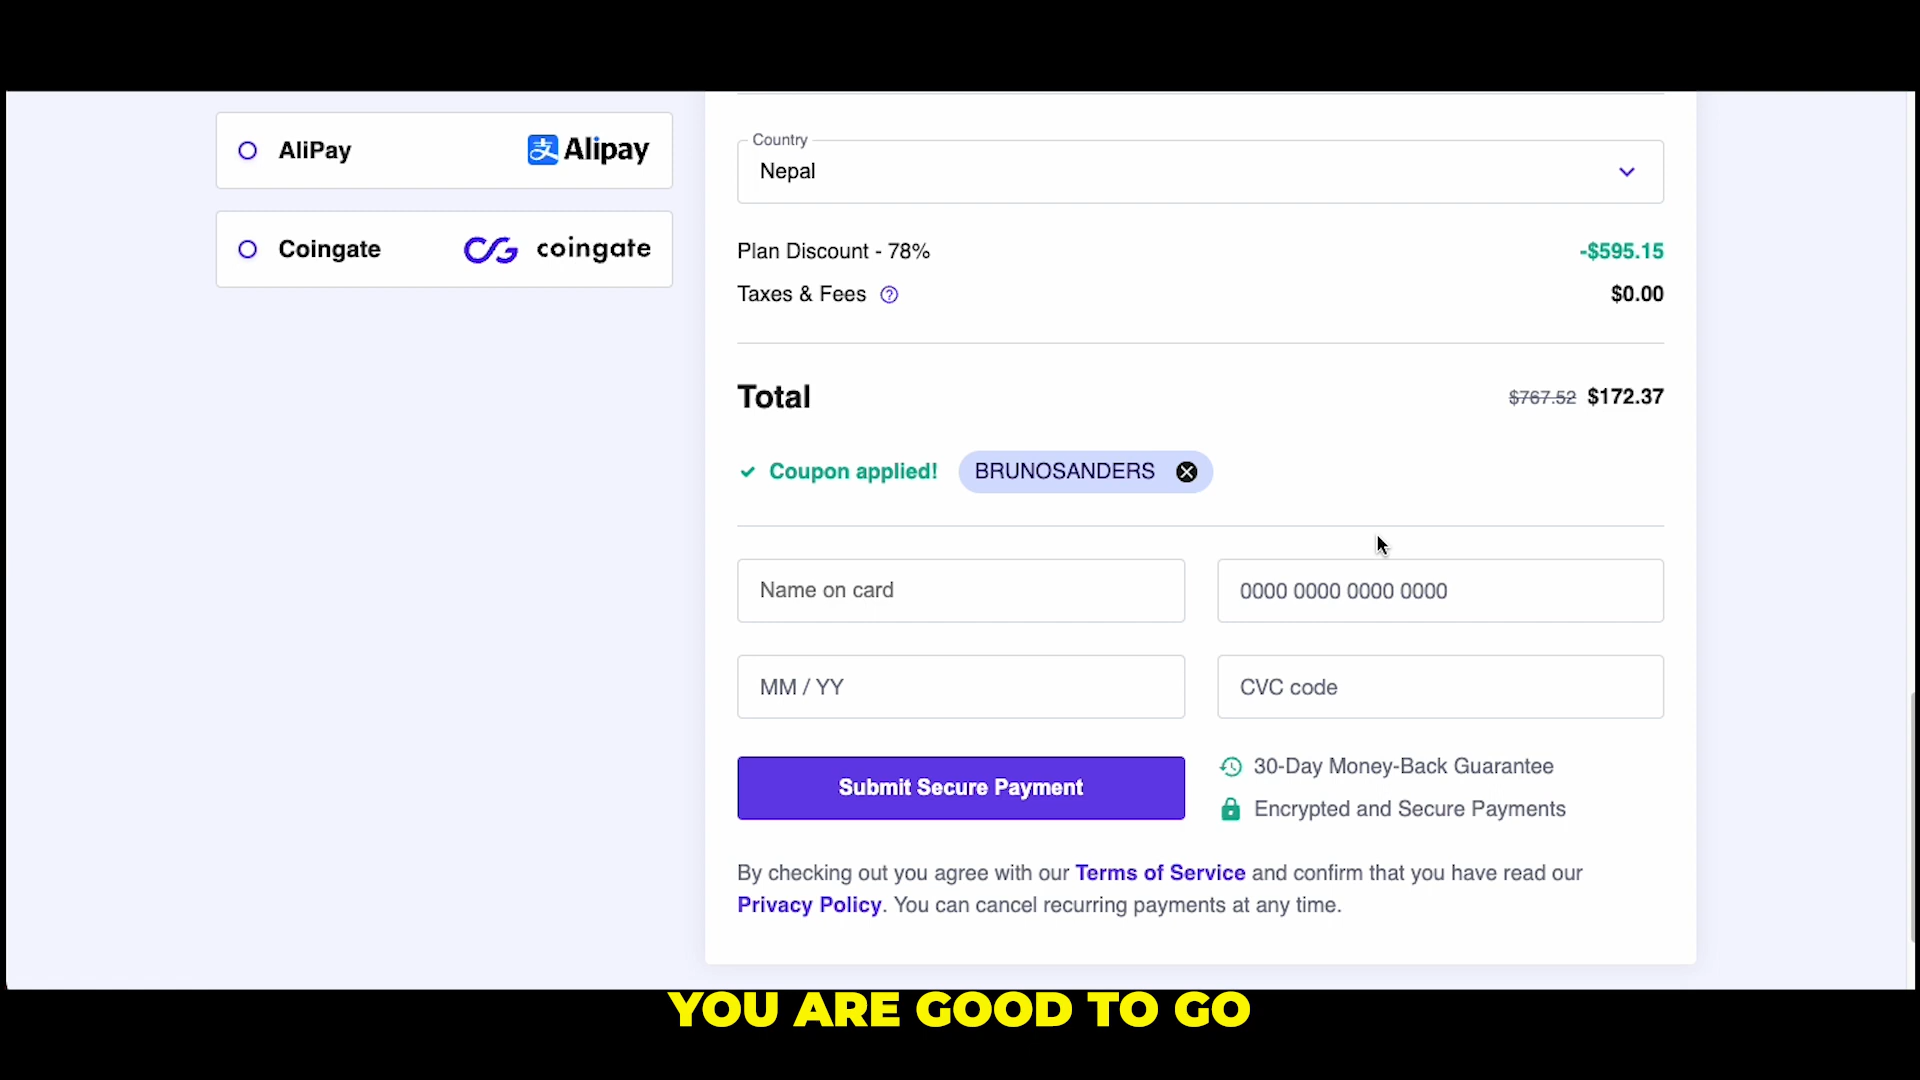 AliPay
支 Alipay
Coingate
CG coingate
Country
Nepal
Plan Discount - 78%
-$595.15
Taxes & Fees ?
$0.00
Total
$767.52 $172.37
Coupon applied! BRUNOSANDERS
Name on card
0000 0000 0000 0000
MM / YY
CVC code
Submit Secure Payment
30-Day Money-Back Guarantee
Encrypted and Secure Payments
By checking out you agree with our Terms of Service and confirm that you have read our
Privacy Policy. You can cancel recurring payments at any time.
YOU ARE GOOD TO GO